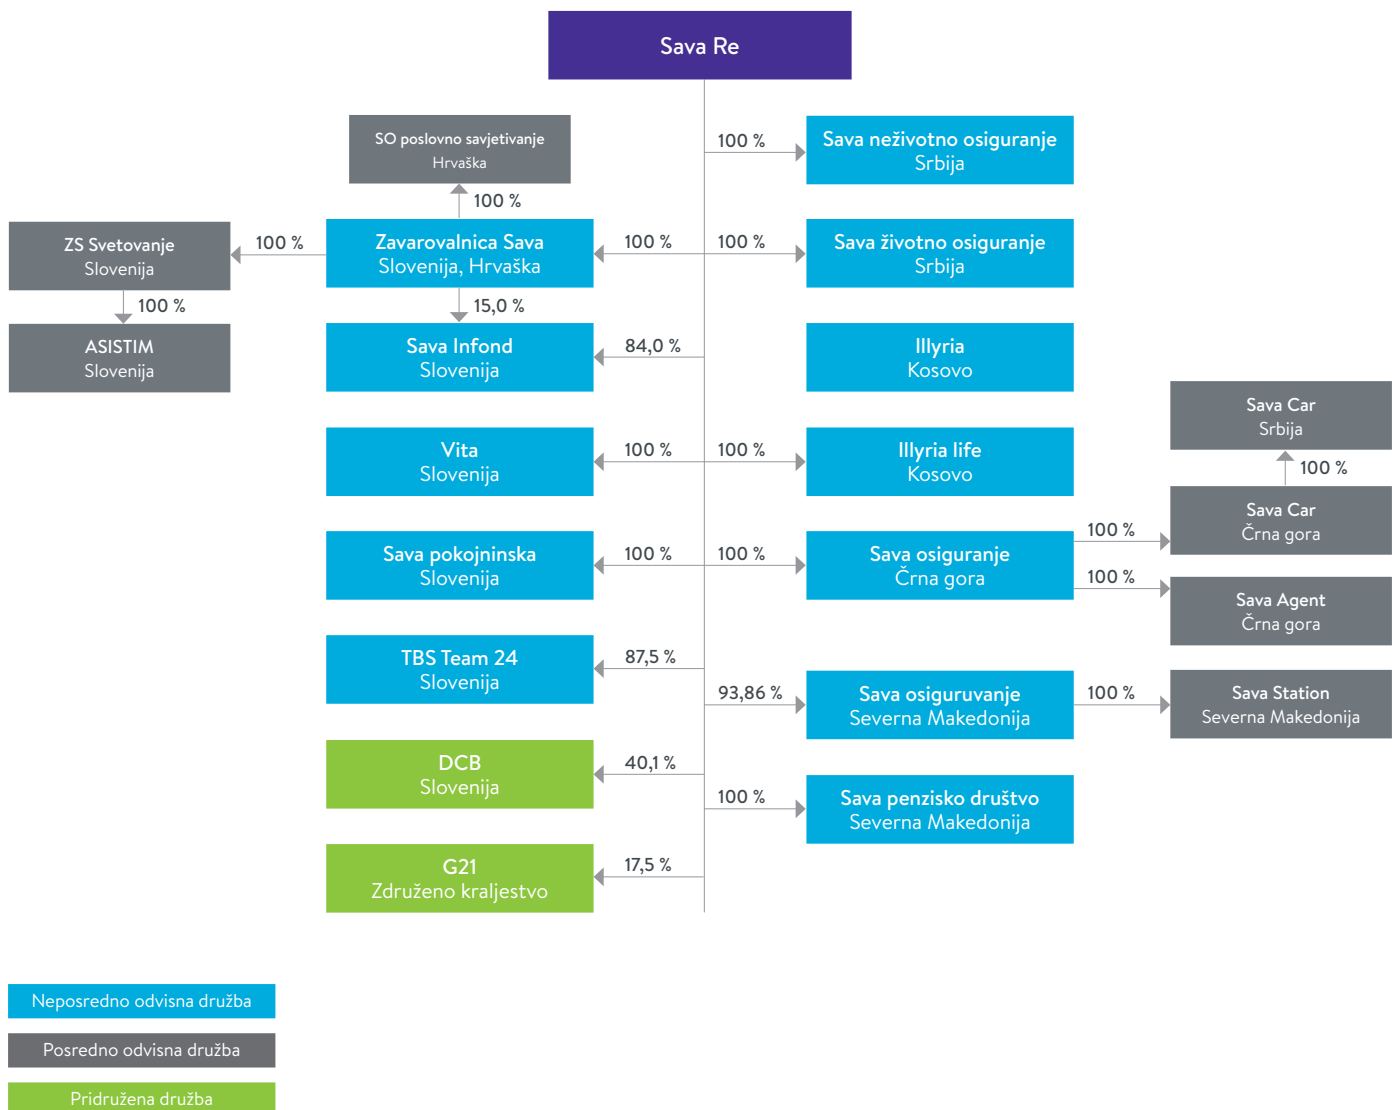 Sava Re
SO poslovno savjetivanje
Hrvaška
100 %
Sava neživotno osiguranje
Srbija
100 %
ZS Svetovanje
Slovenija
100 %
Zavarovalnica Sava
Slovenija, Hrvaška
100 %
100 %
Sava životno osiguranje
Srbija
100 %
15,0 %
ASISTIM
Slovenija
Sava Infond
Slovenija
84,0 %
Illyria
Kosovo
Sava Car
Srbija
100 %
Vita
Slovenija
100 %
100 %
Illyria life
Kosovo
Sava Car
Črna gora
Sava pokojninska
Slovenija
100 %
100 %
Sava osiguranje
Črna gora
100 %
100 %
Sava Agent
Črna gora
TBS Team 24
Slovenija
87,5 %
93,86 %
Sava osiguruvanje
Severna Makedonija
100 %
Sava Station
Severna Makedonija
DCB
Slovenija
40,1 %
100 %
Sava penzisko društvo
Severna Makedonija
G21
Združeno kraljestvo
17,5 %
Neposredno odvisna družba
Posredno odvisna družba
Pridružena družba